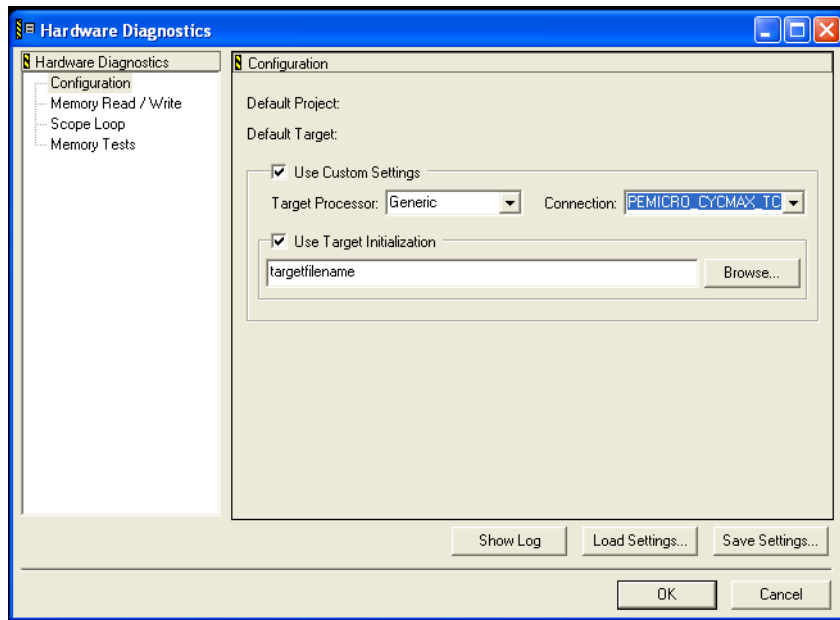 Hardware Diagnostics
Hardware Diagnostics
Configuration
Memory Read / Write
Scope Loop
Memory Tests
Configuration
Default Project:
Default Target:
Use Custom Settings
Target Processor: Generic Connection: PEMICRO_CYCMAX_TC
Use Target Initialization
targetfilename Browse...
Show Log Load Settings... Save Settings...
OK Cancel